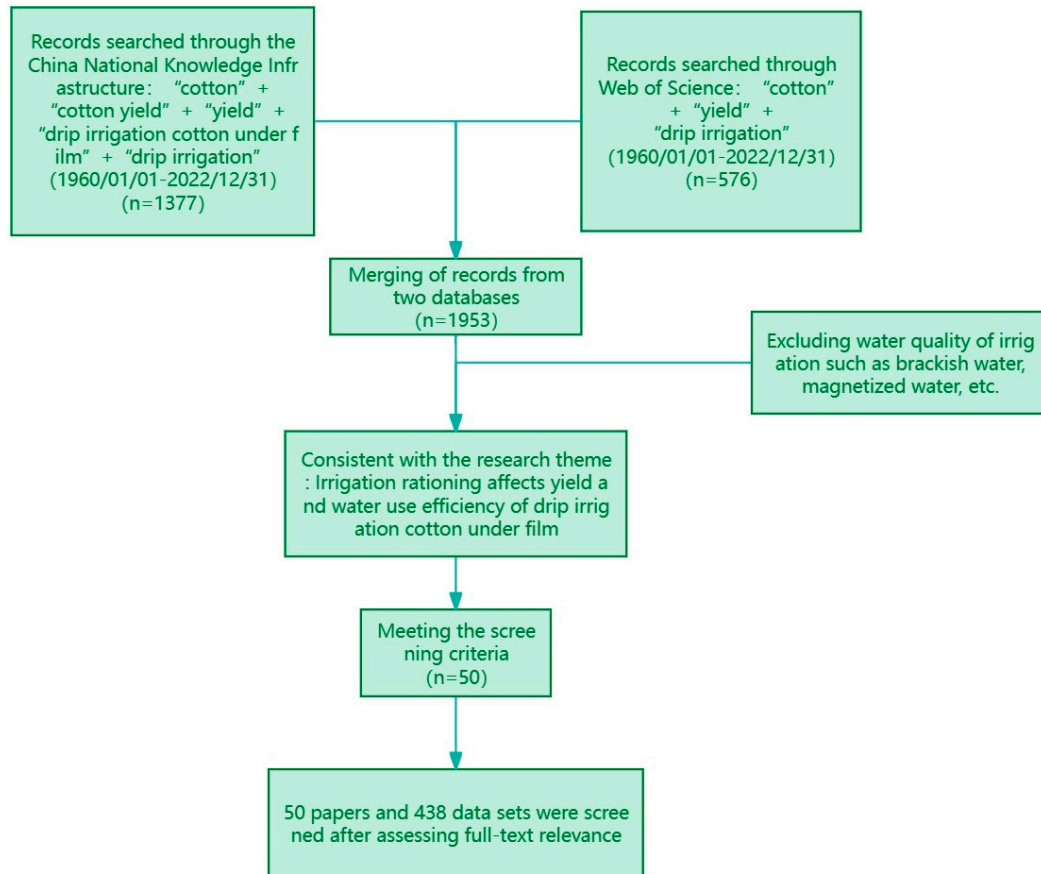 Records searched through the
China National Knowledge Infr
astructure: “cotton” +
“cotton yield” + “yield” +
“drip irrigation cotton under f
ilm” + “drip irrigation”
(1960/01/01-2022/12/31)
(n=1377)
Records searched through
Web of Science: “cotton”
+ “yield” +
“drip irrigation”
(1960/01/01-2022/12/31)
(n=576)
Merging of records from
two databases
(n=1953)
Excluding water quality of irrig
ation such as brackish water,
magnetized water, etc.
Consistent with the research theme
: Irrigation rationing affects yield a
nd water use efficiency of drip irrig
ation cotton under film
Meeting the scree
ning criteria
(n=50)
50 papers and 438 data sets were scree
ned after assessing full-text relevance